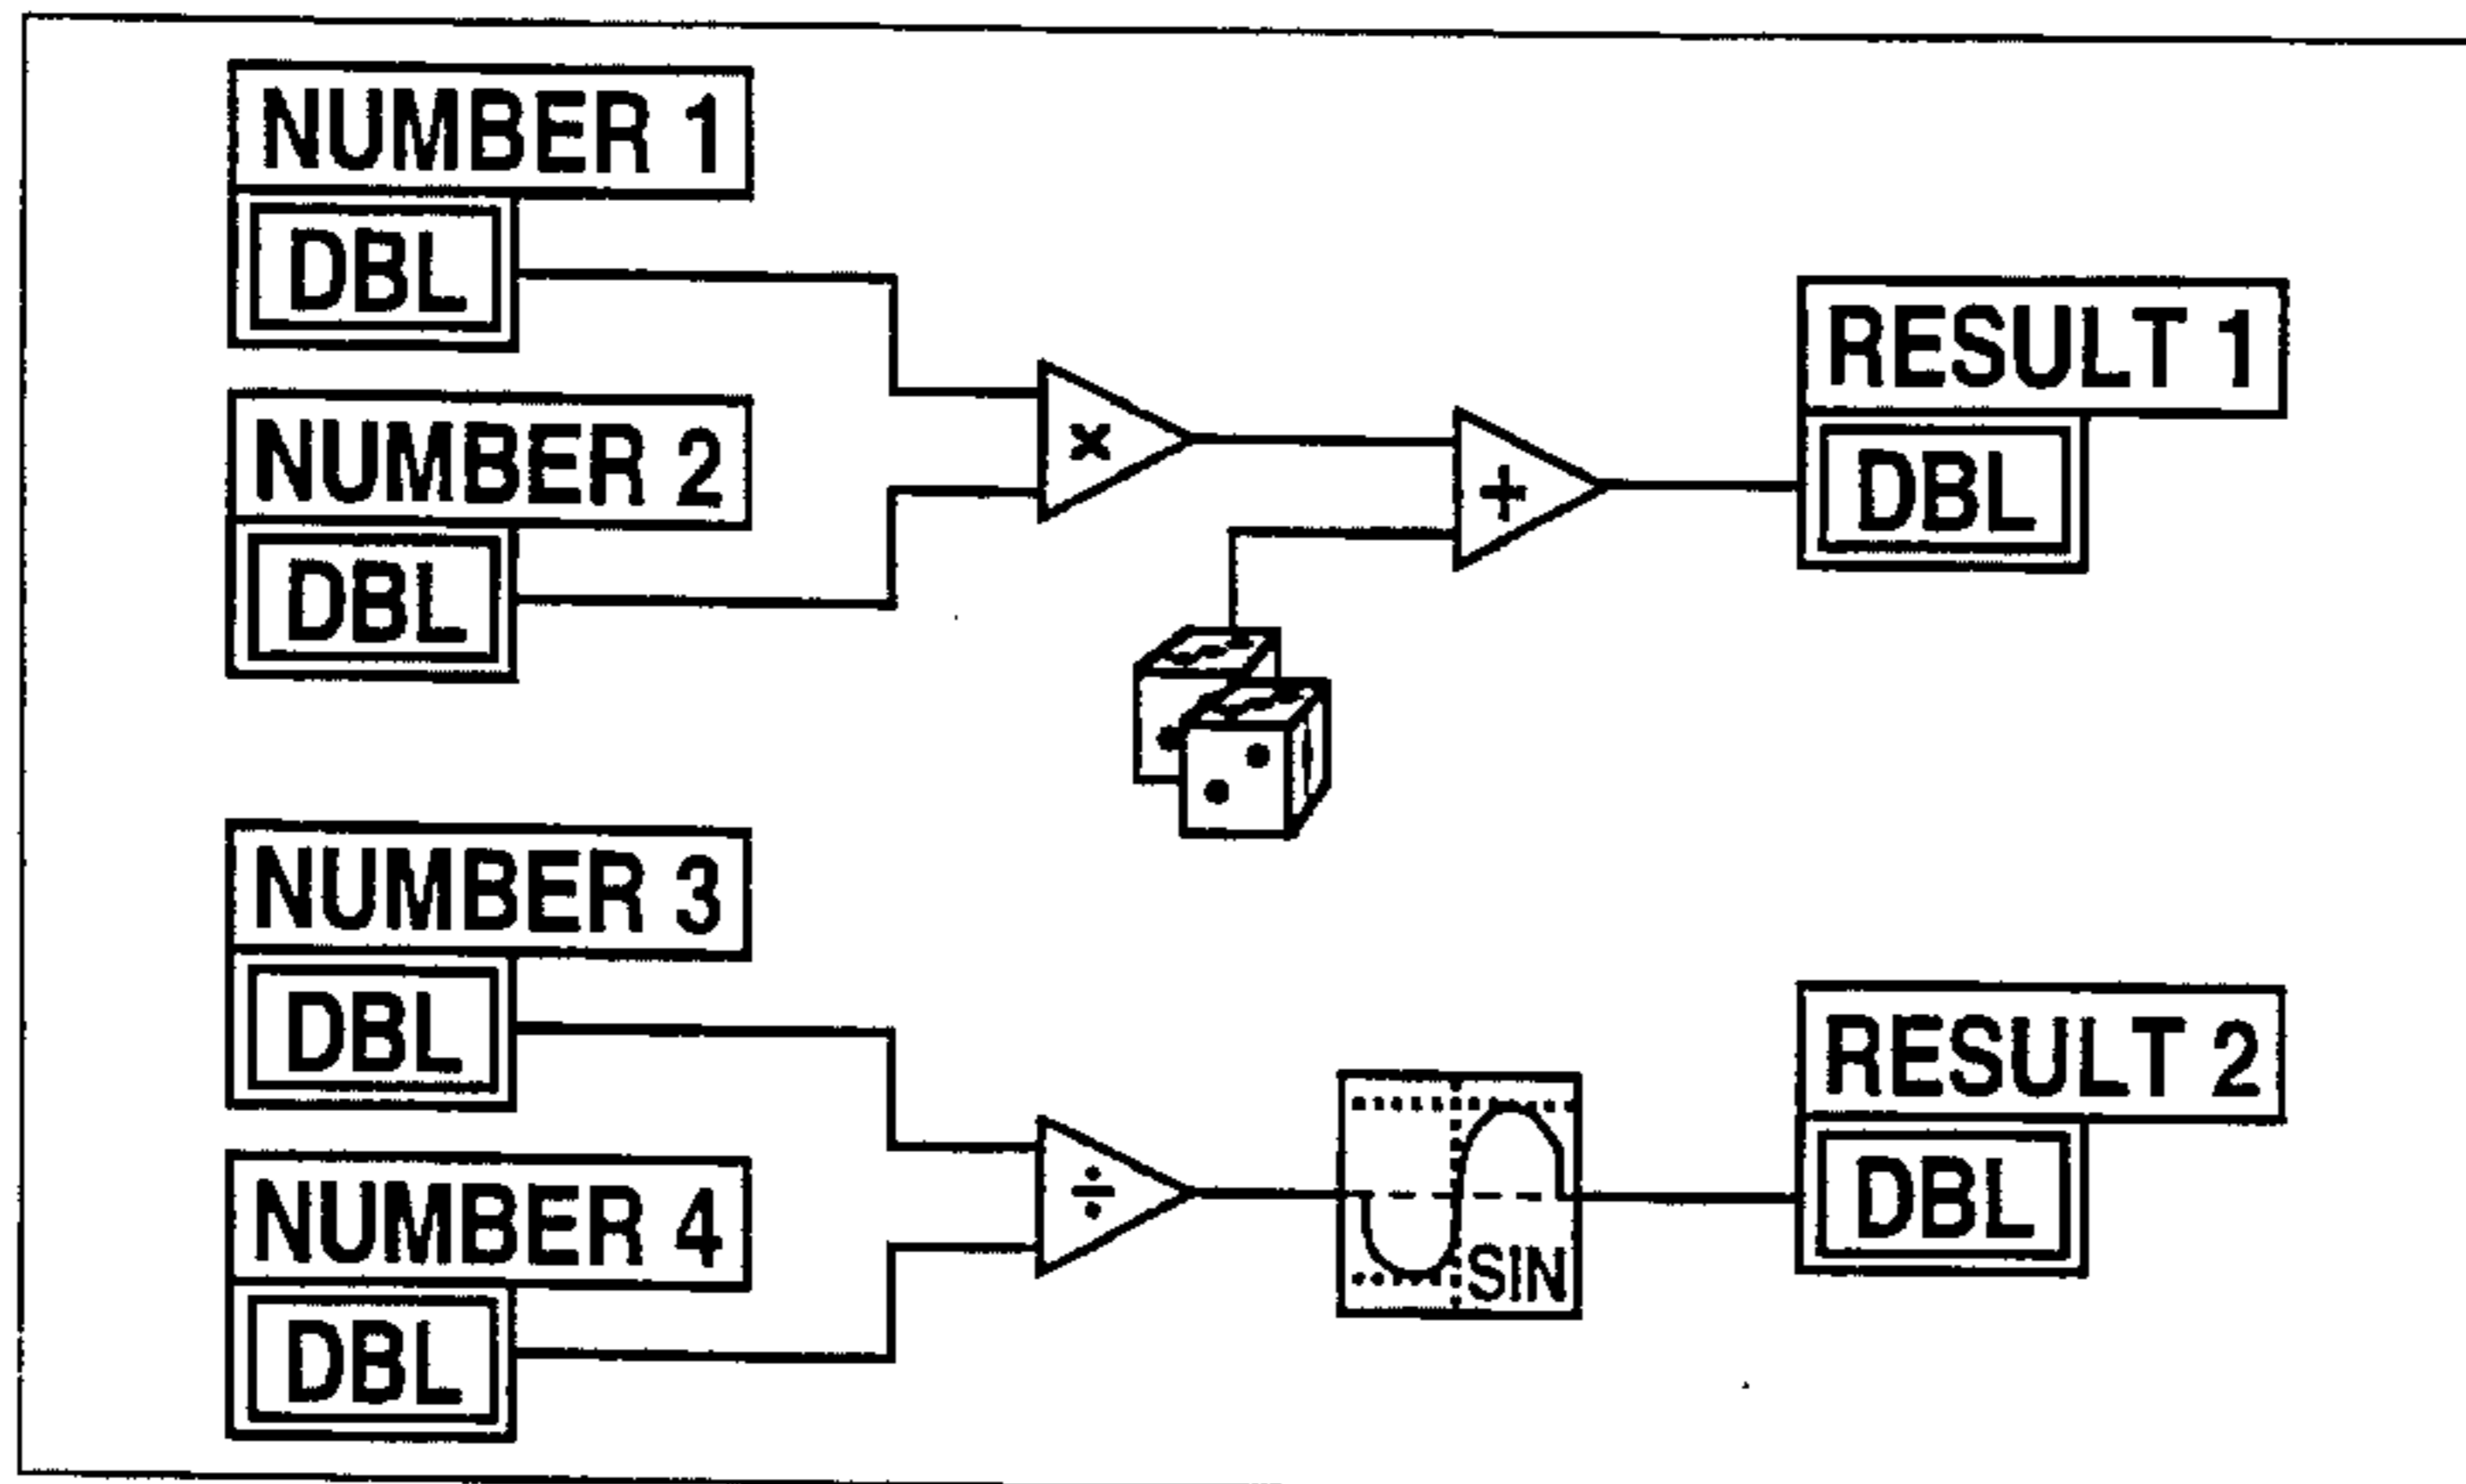 NUMBER 1
DBL
NUMBER 2
DBL
×
+
RESULT 1
DBL
NUMBER 3
DBL
NUMBER 4
DBL
÷
SIN
RESULT 2
DBL